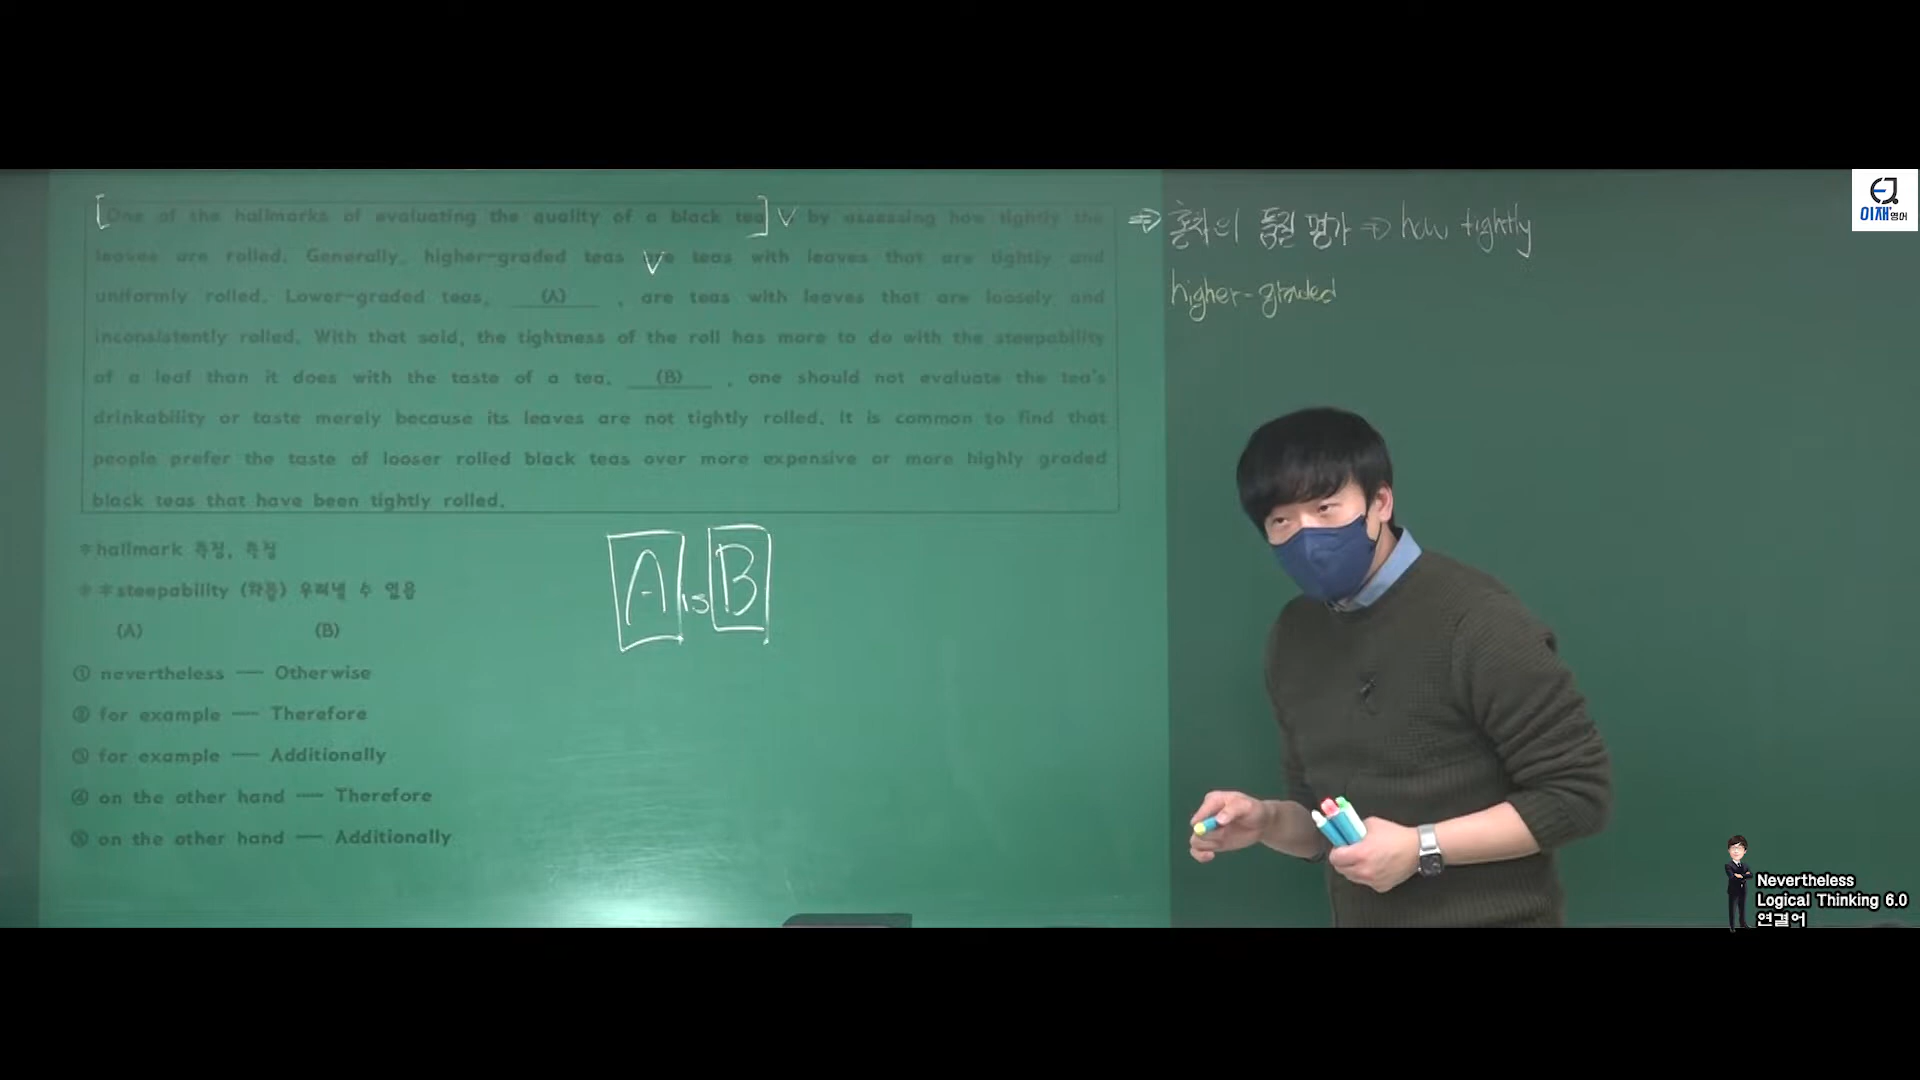 [One of the hallmarks of evaluating the quality of a black tea] V by assessing how tightly the
leaves are rolled. Generally, higher-graded teas are teas with leaves that are tightly and
V
uniformly rolled. Lower-graded teas, (A) , are teas with leaves that are loosely and
inconsistently rolled. With that said, the tightness of the roll has more to do with the steepability
of a leaf than it does with the taste of a tea. (B) , one should not evaluate the tea's
drinkability or taste merely because its leaves are not tightly rolled. It is common to find that
people prefer the taste of looser rolled black teas over more expensive or more highly graded
black teas that have been tightly rolled.
*hallmark 특징, 특질
**steepability (차를) 우려낼 수 있음
(A) (B)
① nevertheless — Otherwise
② for example — Therefore
③ for example — Additionally
④ on the other hand — Therefore
⑤ on the other hand — Additionally
A is B
⇒ 홍차의 품질 평가 ⇒ how tightly
higher-graded
EJ
이재영어
Nevertheless
Logical Thinking 6.0
연결어